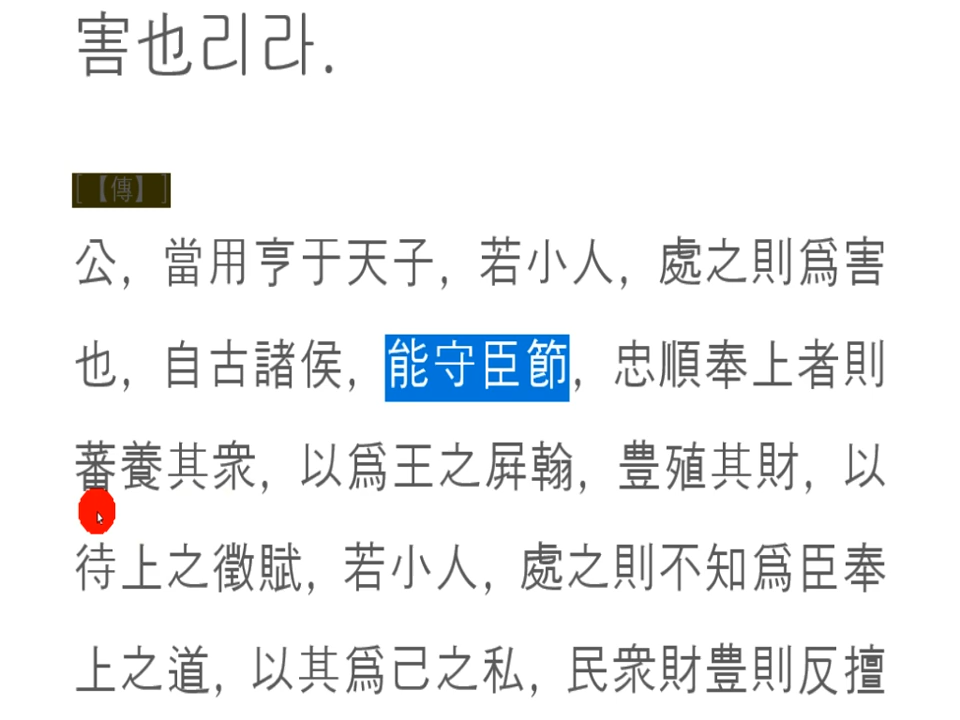 害也리라.
[【傳】]
公, 當用亨于天子, 若小人, 處之則爲害
也, 自古諸侯, 能守臣節, 忠順奉上者則
蕃養其衆, 以爲王之屛翰, 豊殖其財, 以
待上之徵賦, 若小人, 處之則不知爲臣奉
上之道, 以其爲己之私, 民衆財豊則反擅